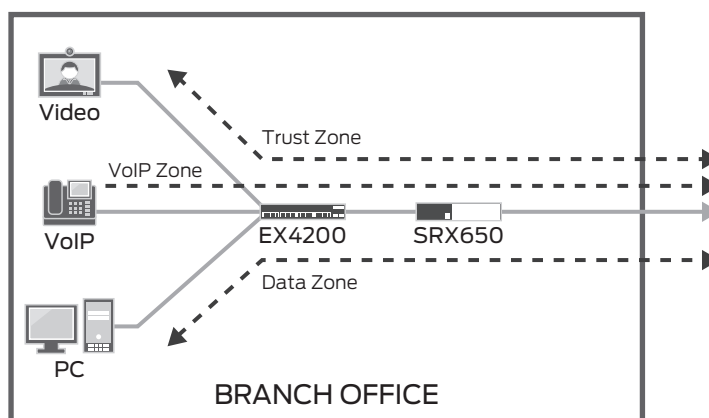 Video
Trust Zone
VoIP Zone
VoIP
EX4200
SRX650
Data Zone
PC
BRANCH OFFICE